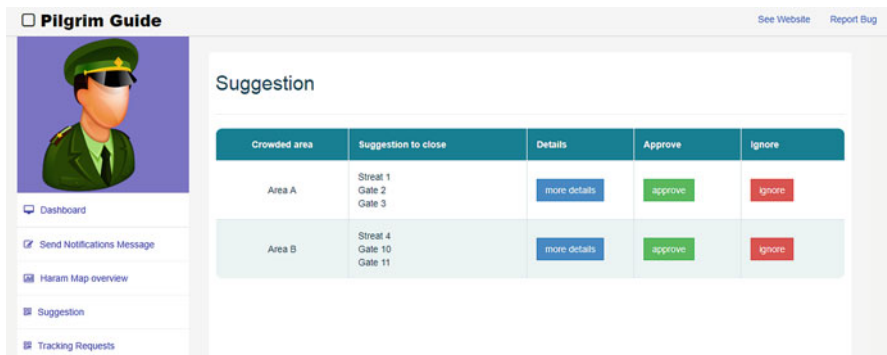 Pilgrim Guide
See Website Report Bug
Suggestion
Crowded area Suggestion to close Details Approve Ignore
Area A
Streat 1
Gate 2
Gate 3
more details approve ignore
Area B
Streat 4
Gate 10
Gate 11
more details approve ignore
Dashboard
Send Notifications Message
Haram Map overview
Suggestion
Tracking Requests